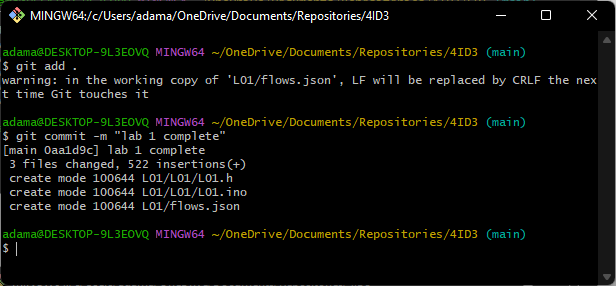 MINGW64:/c/Users/adama/OneDrive/Documents/Repositories/4ID3
adama@DESKTOP-9L3EOVQ MINGW64 ~/OneDrive/Documents/Repositories/4ID3 (main)
$ git add .
warning: in the working copy of 'L01/flows.json', LF will be replaced by CRLF the nex
t time Git touches it
adama@DESKTOP-9L3EOVQ MINGW64 ~/OneDrive/Documents/Repositories/4ID3 (main)
$ git commit -m "lab 1 complete"
[main 0aa1d9c] lab 1 complete
 3 files changed, 522 insertions(+)
 create mode 100644 L01/L01/L01.h
 create mode 100644 L01/L01/L01.ino
 create mode 100644 L01/flows.json
adama@DESKTOP-9L3EOVQ MINGW64 ~/OneDrive/Documents/Repositories/4ID3 (main)
$